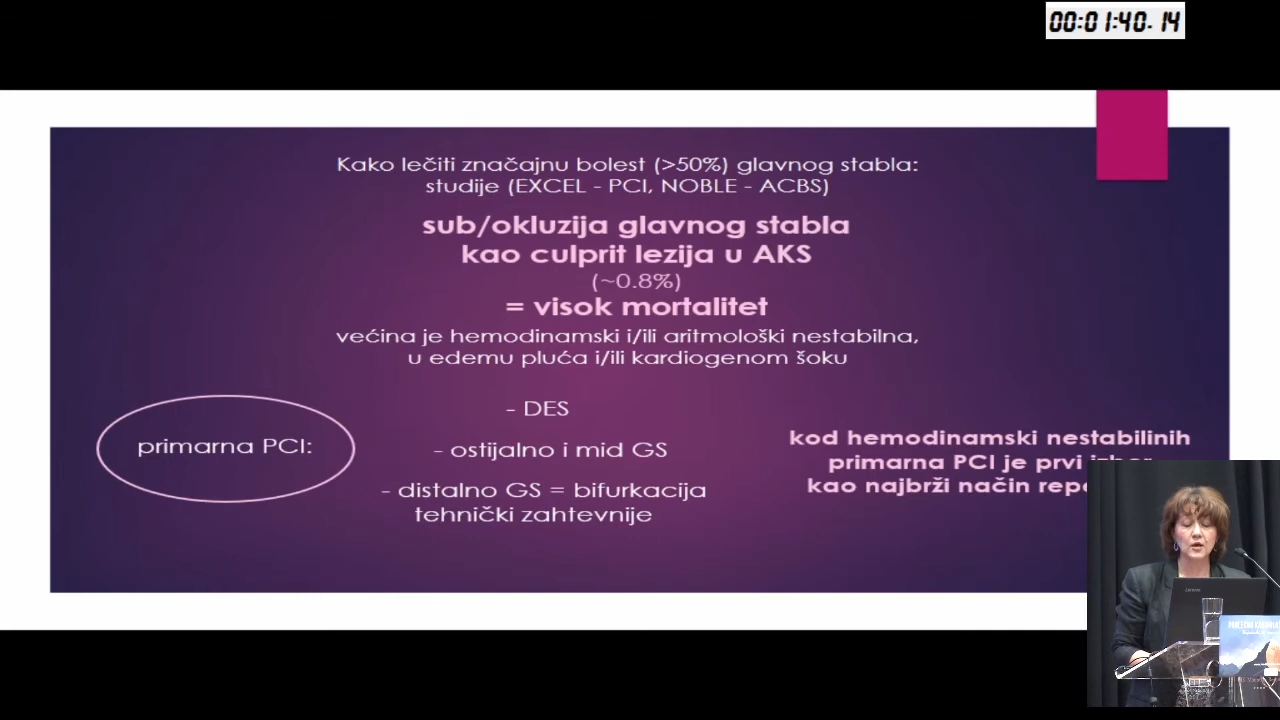 00:01:40.14
Kako lečiti značajnu bolest (>50%) glavnog stabla:
studije (EXCEL - PCI, NOBLE - ACBS)
sub/okluzija glavnog stabla
kao culprit lezija u AKS
(~0.8%)
= visok mortalitet
većina je hemodinamski i/ili aritmološki nestabilna,
u edemu pluća i/ili kardiogenom šoku
primarna PCI:
- DES
- ostijalno i mid GS
- distalno GS = bifurkacija
tehnički zahtevnije
kod hemodinamski nestabilinih
primarna PCI je prvi
kao najbrži način
Lenovo